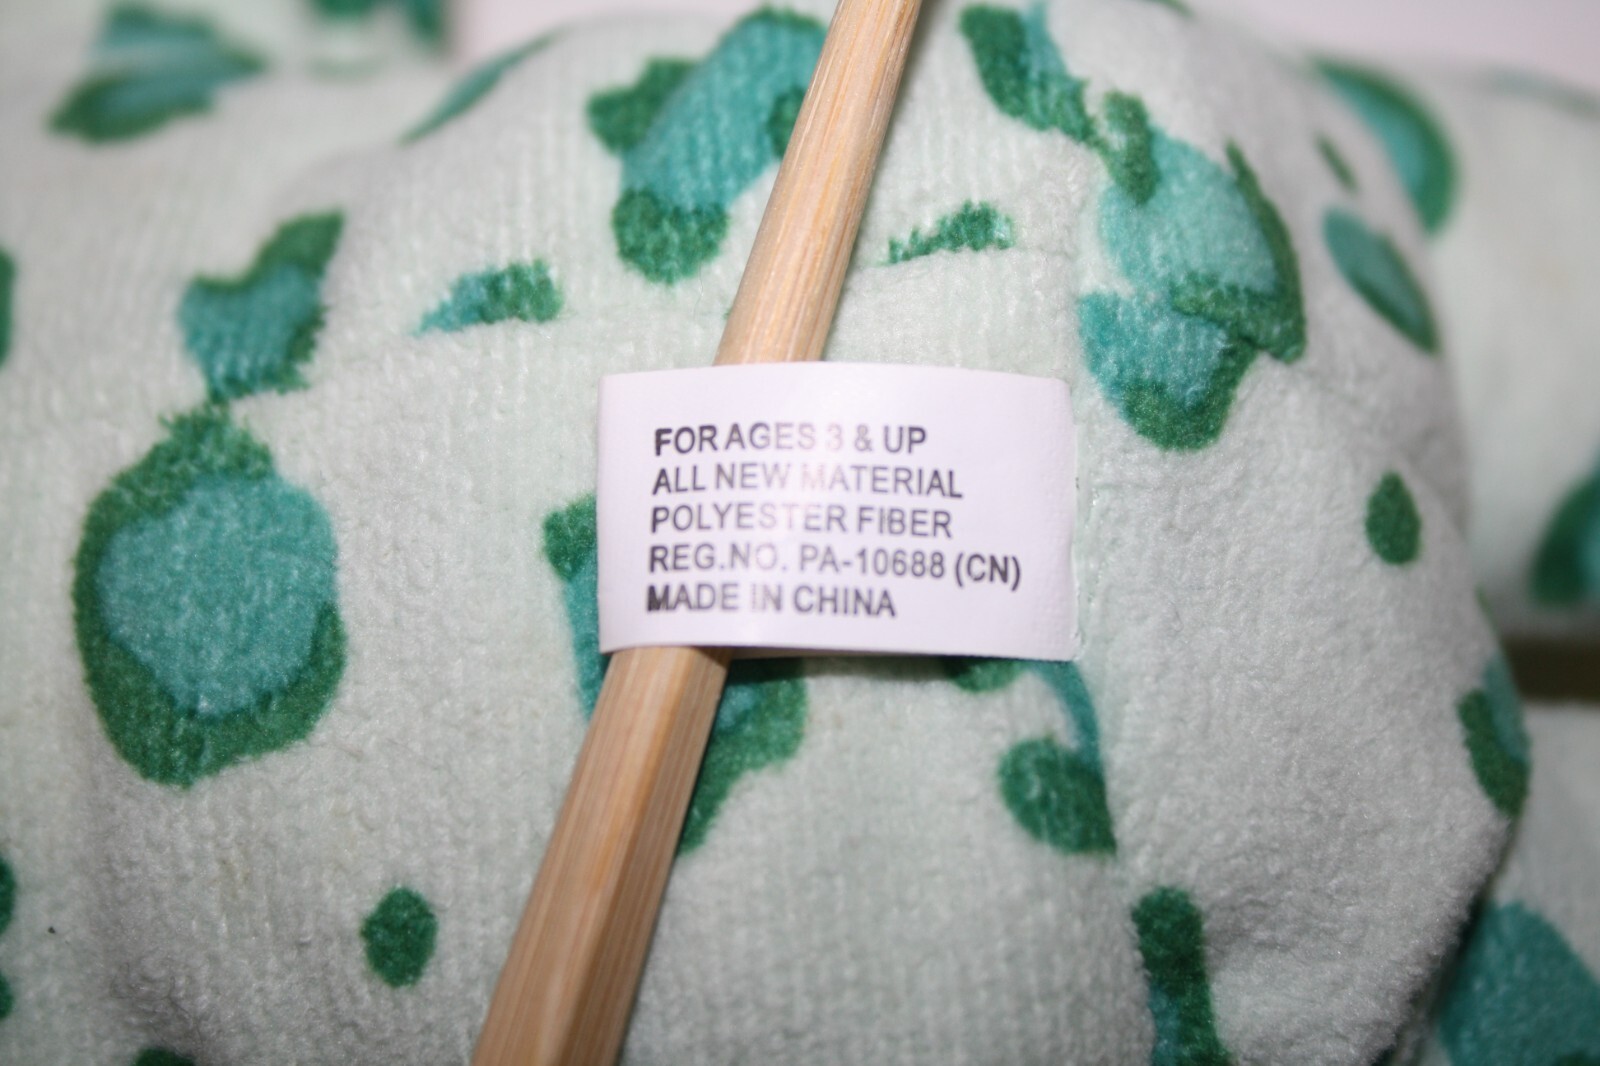 FOR AGES 3 & UP
ALL NEW MATERIAL
POLYESTER FIBER
REG.NO. PA-10688 (CN)
MADE IN CHINA